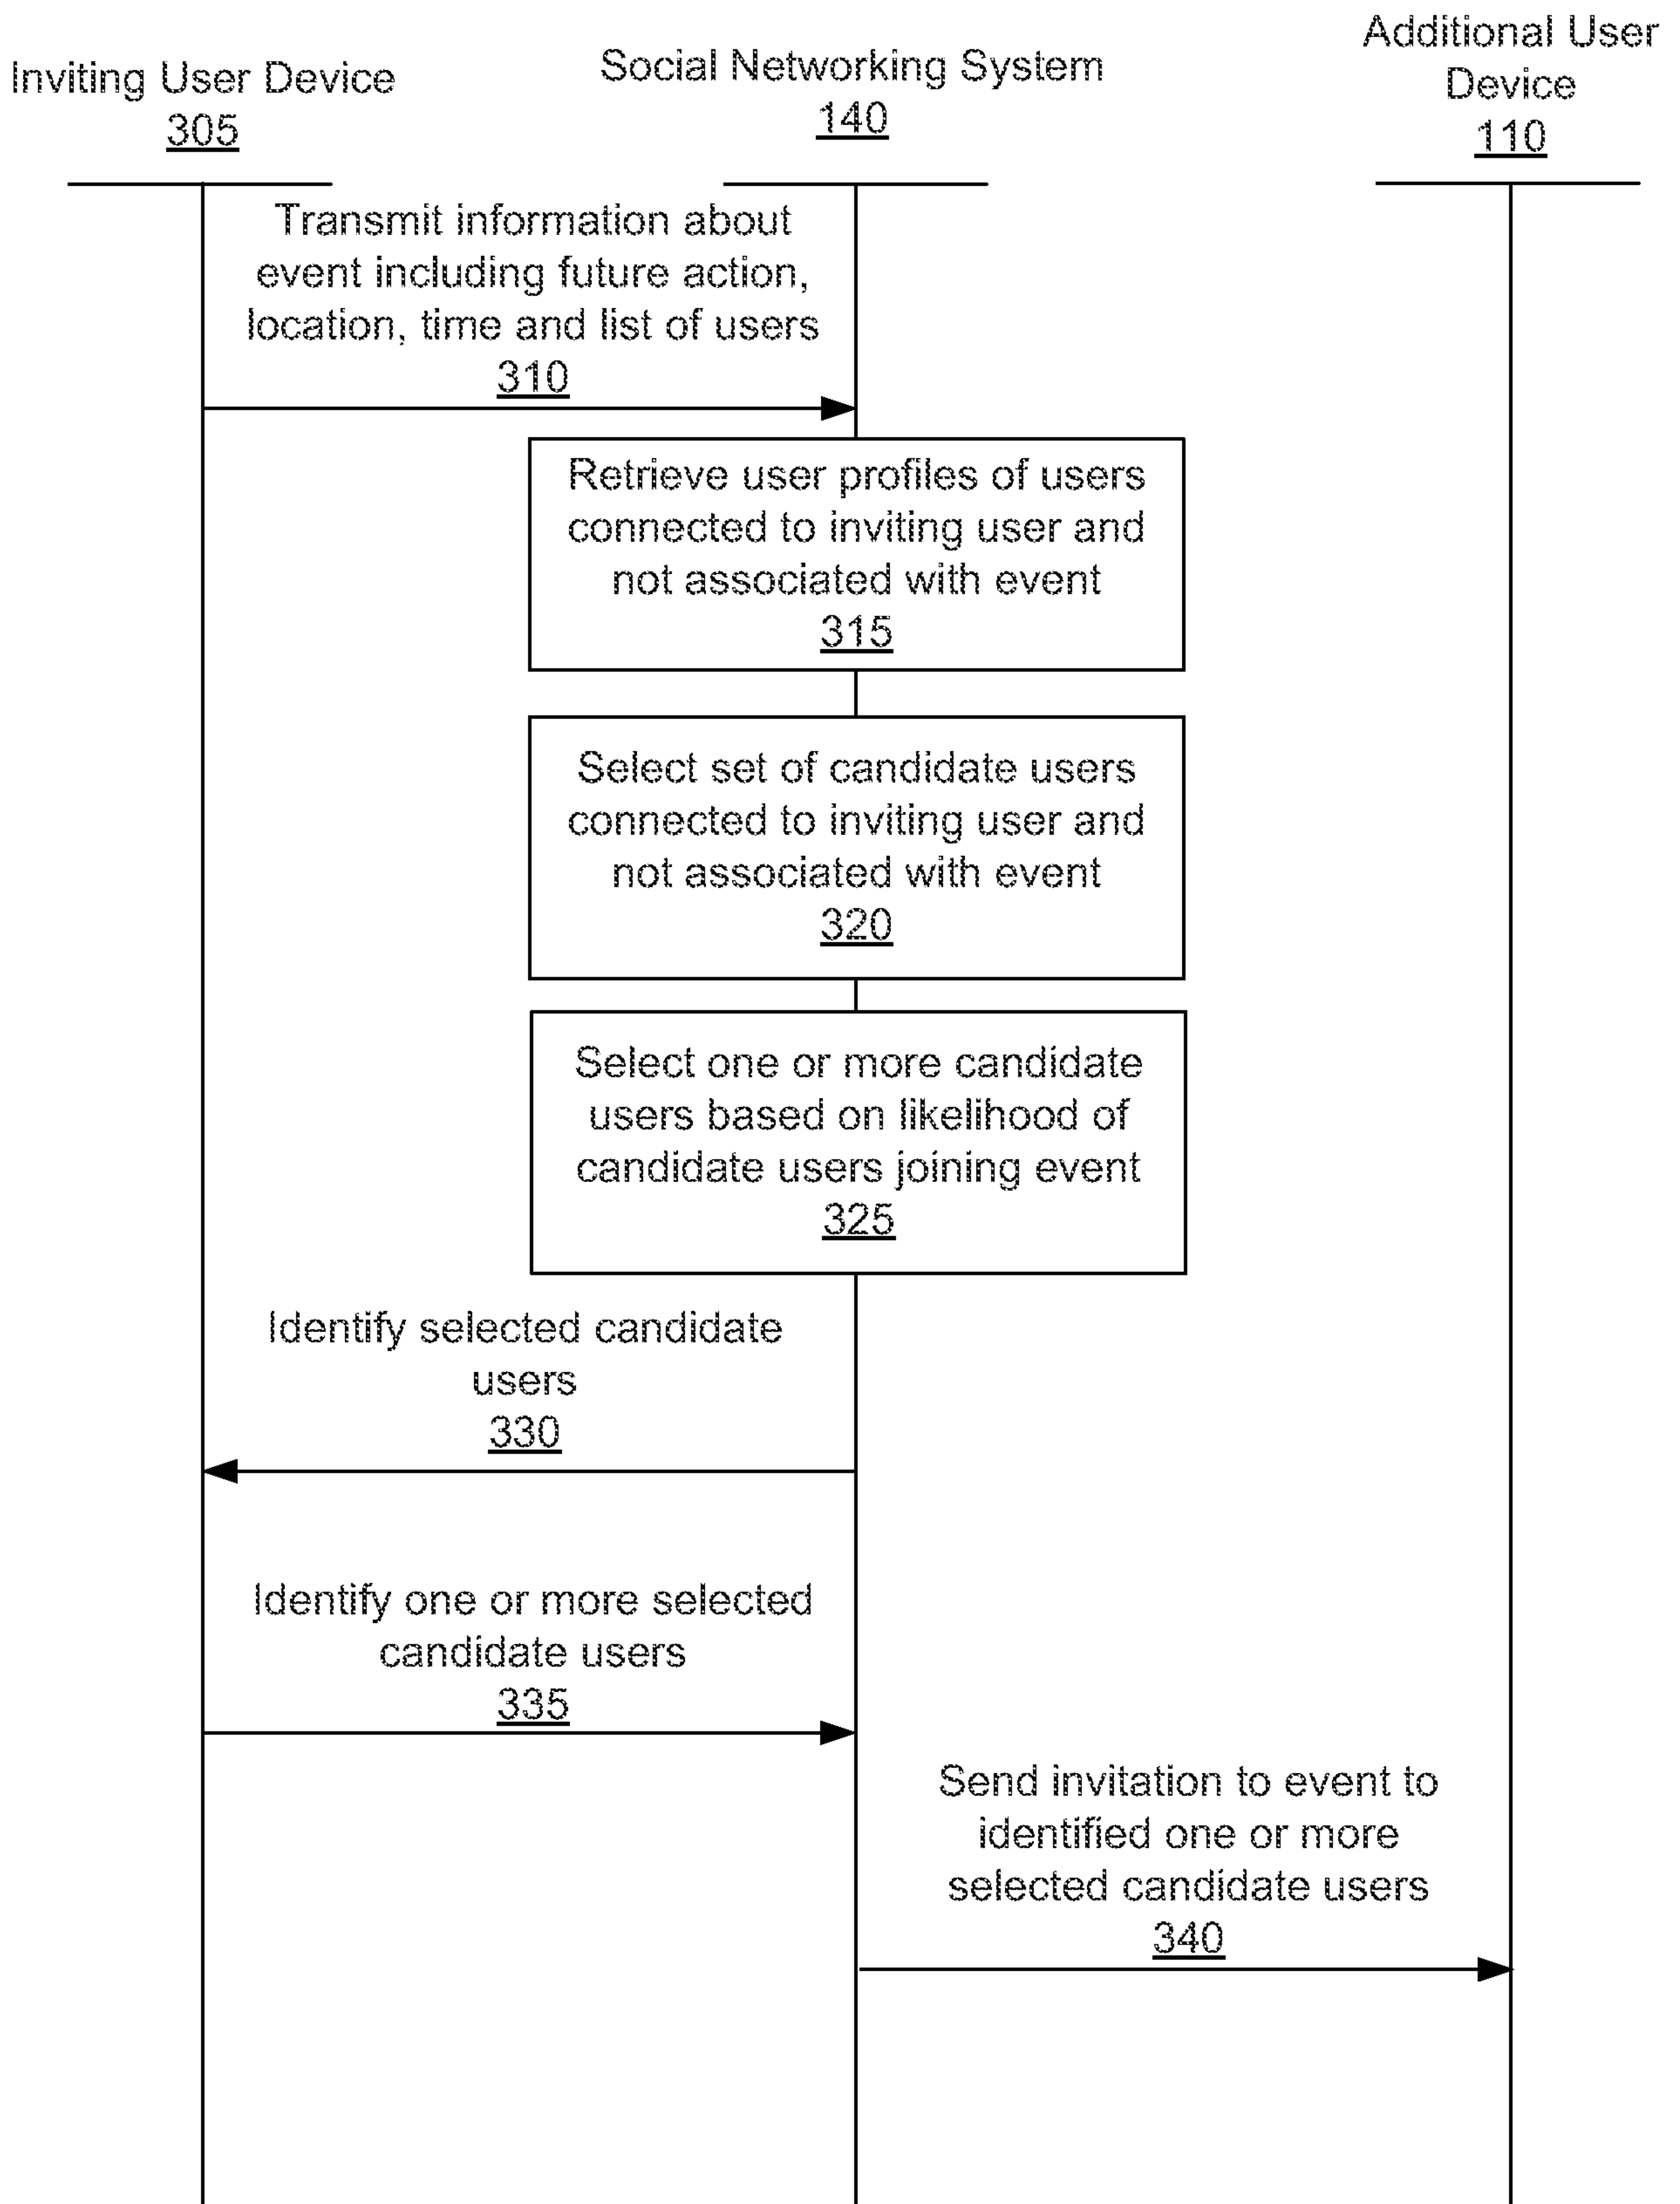 Inviting User Device
305
Social Networking System
140
Additional User
Device
110
Transmit information about
event including future action,
location, time and list of users
310
Retrieve user profiles of users
connected to inviting user and
not associated with event
315
Select set of candidate users
connected to inviting user and
not associated with event
320
Select one or more candidate
users based on likelihood of
candidate users joining event
325
Identify selected candidate
users
330
Identify one or more selected
candidate users
335
Send invitation to event to
identified one or more
selected candidate users
340